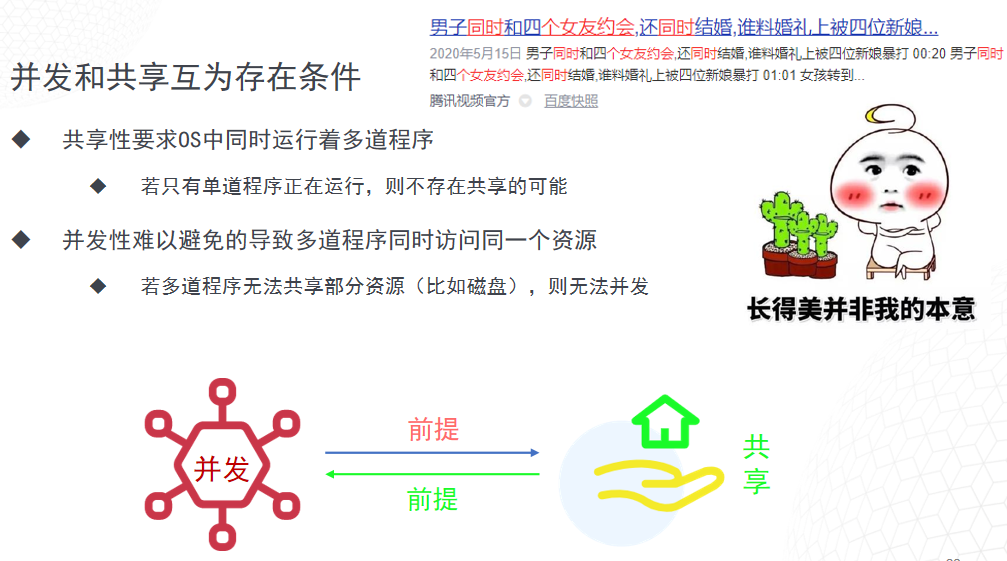 男子同时和四个女友约会,还同时结婚,谁料婚礼上被四位新娘...
2020年5月15日 男子同时和四个女友约会,还同时结婚,谁料婚礼上被四位新娘暴打 00:20 男子同时
和四个女友约会,还同时结婚,谁料婚礼上被四位新娘暴打 01:01 女孩转到...
腾讯视频官方 百度快照
并发和共享互为存在条件
共享性要求OS中同时运行着多道程序
若只有单道程序正在运行，则不存在共享的可能
并发性难以避免的导致多道程序同时访问同一个资源
若多道程序无法共享部分资源（比如磁盘），则无法并发
长得美并非我的本意
并发
前提
前提
共
享